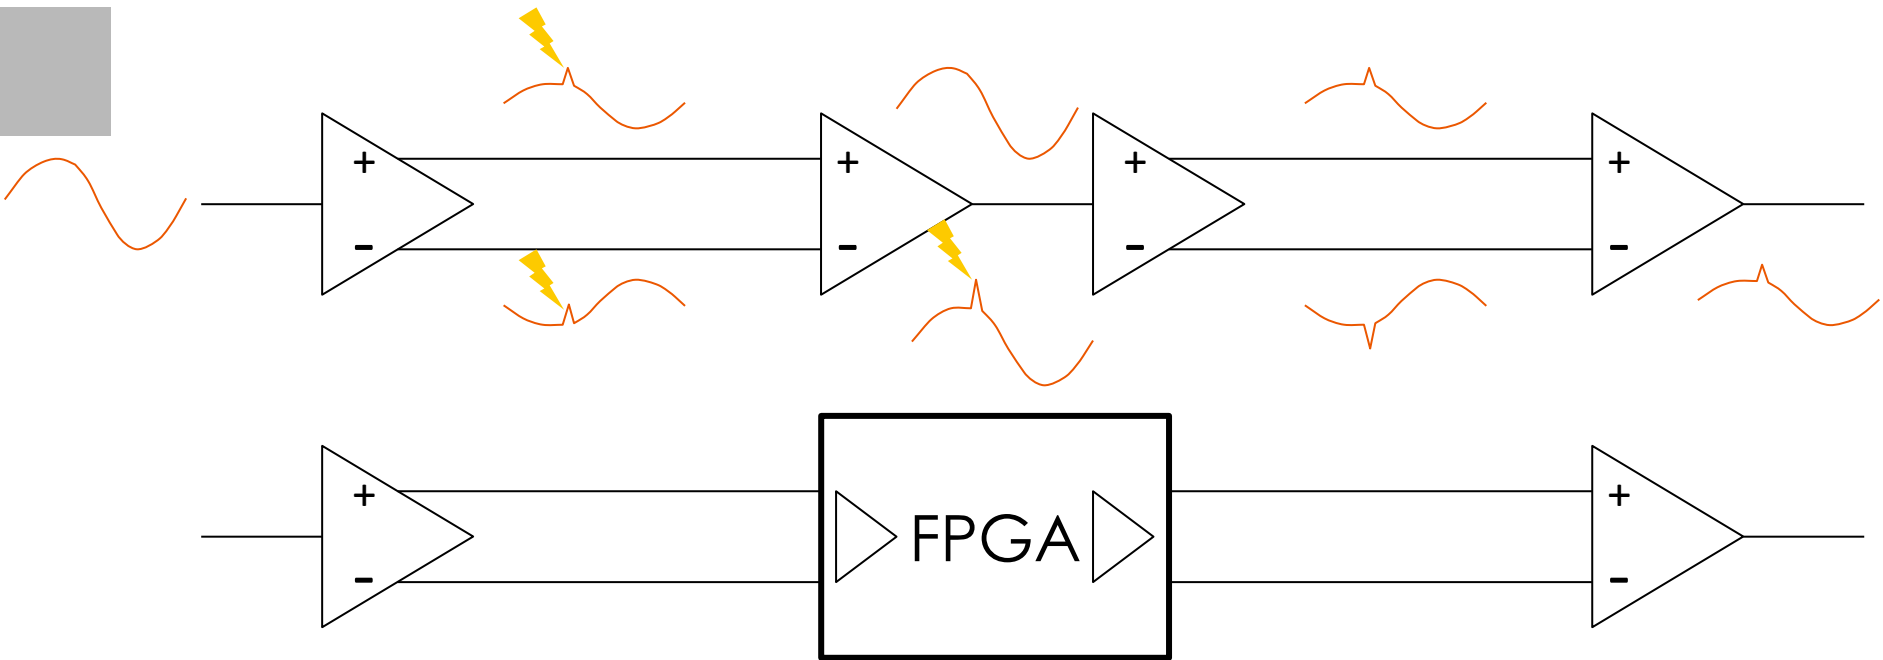 + + + +
- - - -
+ +
FPGA
- -